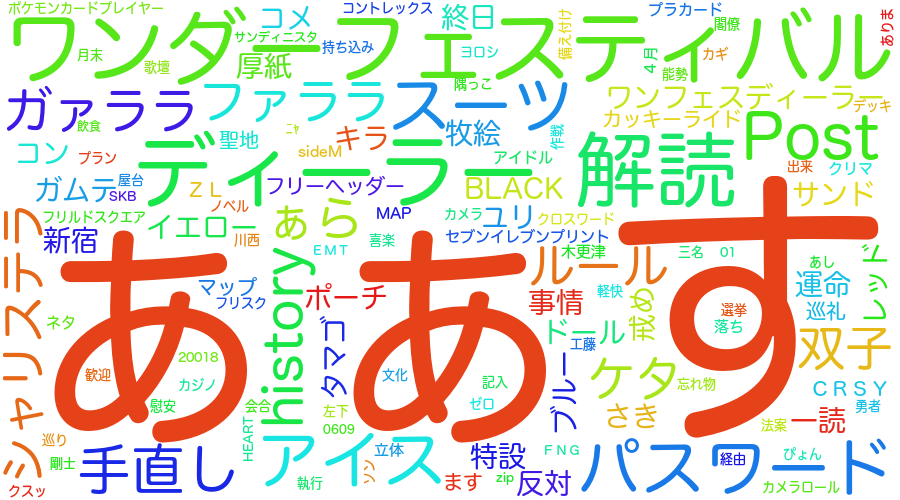 ポケモンカードプレイヤー
コントレックス
プラカード
コメ
終日
閣僚
ありま
ワンダーフェスティバル
サンディニスタ
持ち込み
ヨロシ
備え付け
月末
歌壇
厚紙
4月
カギ
能勢
ガァララ
ファララ
スーツ
ワンフェスディーラー
デッキ
飲食
聖地
ニャ
キラ
牧絵
作戦
カッキーライド
Post
コン
プラン
ディーラー
sideM
アイドル
解読
出来
クリマ
ガムテ
屋台
SKB
ZL
ノベル
フリーヘッダー
BLACK
サンド
フリルドスクエア
イエロー
あら
MAP
カメラ
ユリ
クロスワード
新宿
川西
EMT
喜楽
セブンイレブンプリント
木更津
三名
01
レッド
シャリステラ
ああす
history
マップ
ブリスク
ポーチ
事情
ルール
軽快
あし
運命
巡礼
ネタ
タマゴ
ドール
戒め
選挙
落ち
双子
20018
工藤
歓迎
カジノ
文化
記入
ブルー
ケタ
忘れ物
CRSY
慰安
会合
左下
ゼロ
さき
法案
勇者
一読
巡り
0609
HEART
剛士
手直し
アイス
立体
特設
FNG
パスワード
経由
ぴょん
クスッ
執行
ソン
ます
zip
反対
カメラロール
隅っこ